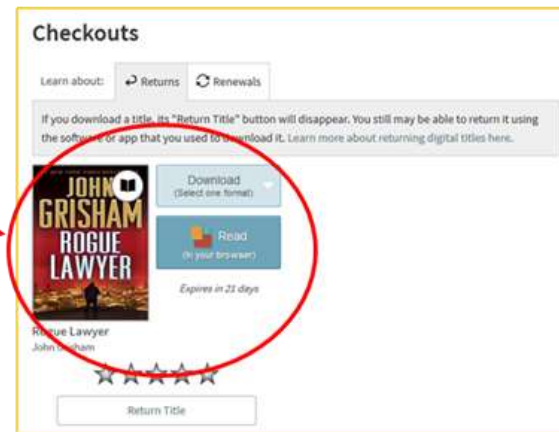 Checkouts
Learn about:
Returns
Renewals
If you download a title, its "Return Title" button will disappear. You still may be able to return it using
the software or app that you used to download it. Learn more about returning digital titles here.
JOHN
GRISHAM
ROGUE
LAWYER
Download
(Select one format)
Read
(in your browser)
Expires in 21 days
Rogue Lawyer
John Grisham
Return Title